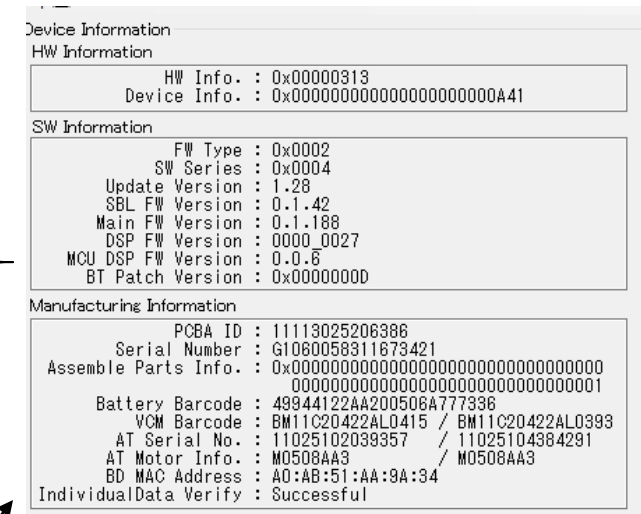 Device Information
HW Information
HW Info. : 0x00000313
Device Info. : 0x000000000000000000000A41
SW Information
FW Type : 0x0002
SW Series : 0x0004
Update Version : 1.28
SBL FW Version : 0.1.42
Main FW Version : 0.1.188
DSP FW Version : 0000_0027
MCU DSP FW Version : 0.0.6
BT Patch Version : 0x0000000D
Manufacturing Information
PCBA ID : 11113025206386
Serial Number : G1060058311673421
Assemble Parts Info. : 0x00000000000000000000000000000000
00000000000000000000000000000001
Battery Barcode : 49944122AA200506A777336
VCM Barcode : BM11C20422AL0415 / BM11C20422AL0393
AT Serial No. : 11025102039357 / 11025104384291
AT Motor Info. : M0508AA3 / M0508AA3
BD MAC Address : A0:AB:51:AA:9A:34
IndividualData Verify : Successful